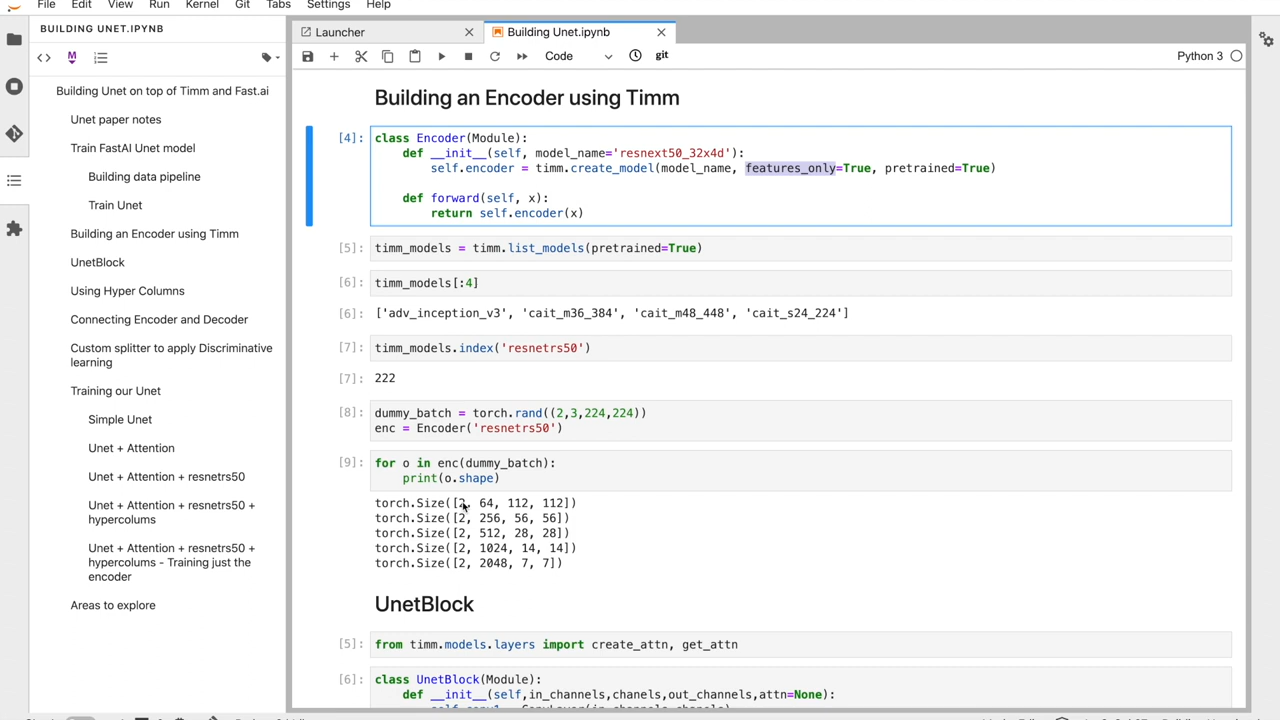 File Edit View Run Kernel Git Tabs Settings Help
BUILDING UNET.IPYNB
Building Unet on top of Timm and Fast.ai
Unet paper notes
Train FastAI Unet model
Building data pipeline
Train Unet
Building an Encoder using Timm
UnetBlock
Using Hyper Columns
Connecting Encoder and Decoder
Custom splitter to apply Discriminative
learning
Training our Unet
Simple Unet
Unet + Attention
Unet + Attention + resnetrs50
Unet + Attention + resnetrs50 +
hypercolums
Unet + Attention + resnetrs50 +
hypercolums - Training just the
encoder
Areas to explore
Launcher
Building Unet.ipynb
Code
git
Python 3
Building an Encoder using Timm
[4]: class Encoder(Module):
def __init__(self, model_name='resnext50_32x4d'):
self.encoder = timm.create_model(model_name, features_only=True, pretrained=True)
def forward(self, x):
return self.encoder(x)
[5]: timm_models = timm.list_models(pretrained=True)
[6]: timm_models[:4]
[6]: ['adv_inception_v3', 'cait_m36_384', 'cait_m48_448', 'cait_s24_224']
[7]: timm_models.index('resnetrs50')
[7]: 222
[8]: dummy_batch = torch.rand((2,3,224,224))
enc = Encoder('resnetrs50')
[9]: for o in enc(dummy_batch):
print(o.shape)
torch.Size([2, 64, 112, 112])
torch.Size([2, 256, 56, 56])
torch.Size([2, 512, 28, 28])
torch.Size([2, 1024, 14, 14])
torch.Size([2, 2048, 7, 7])
UnetBlock
[5]: from timm.models.layers import create_attn, get_attn
[6]: class UnetBlock(Module):
def __init__(self,in_channels,chanels,out_channels,attn=None):